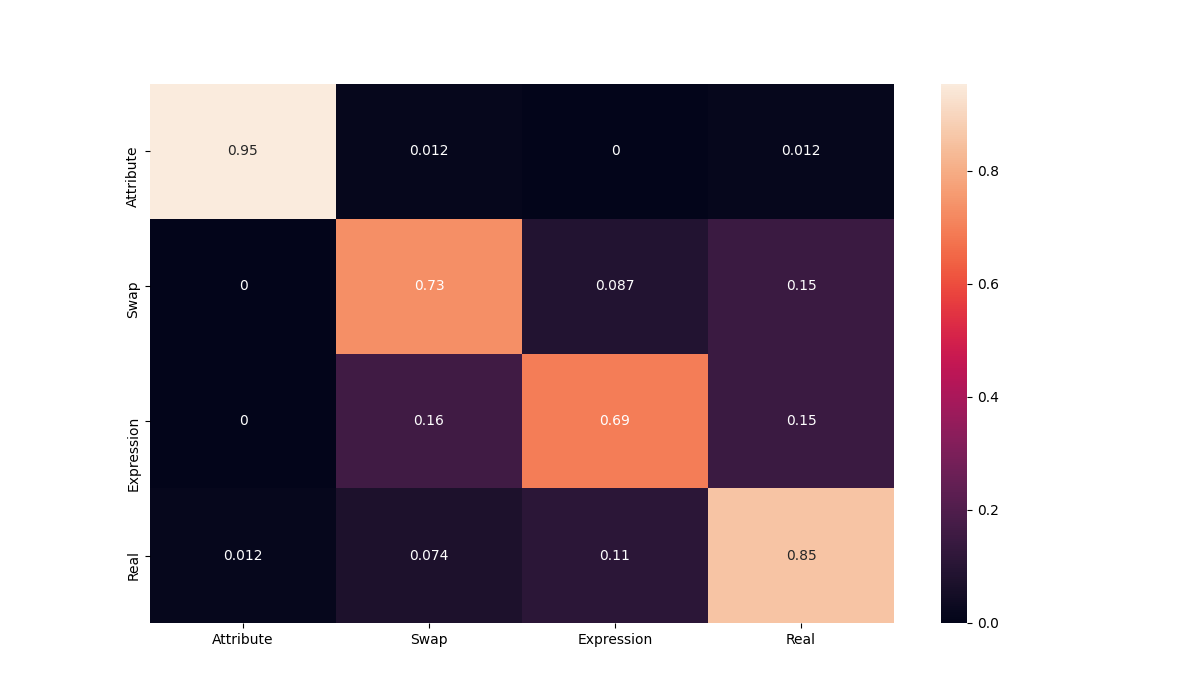 Attribute 0.95 0.012 0 0.012
Swap 0 0.73 0.087 0.15
Expression 0 0.16 0.69 0.15
Real 0.012 0.074 0.11 0.85
Attribute Swap Expression Real
0.8
0.6
0.4
0.2
0.0